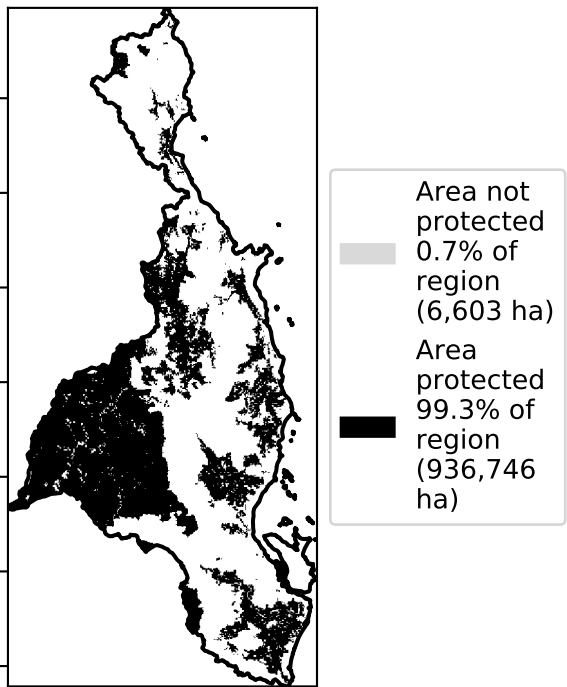 Area not
protected
0.7% of
region
(6,603 ha)
Area
protected
99.3% of
region
(936,746
ha)